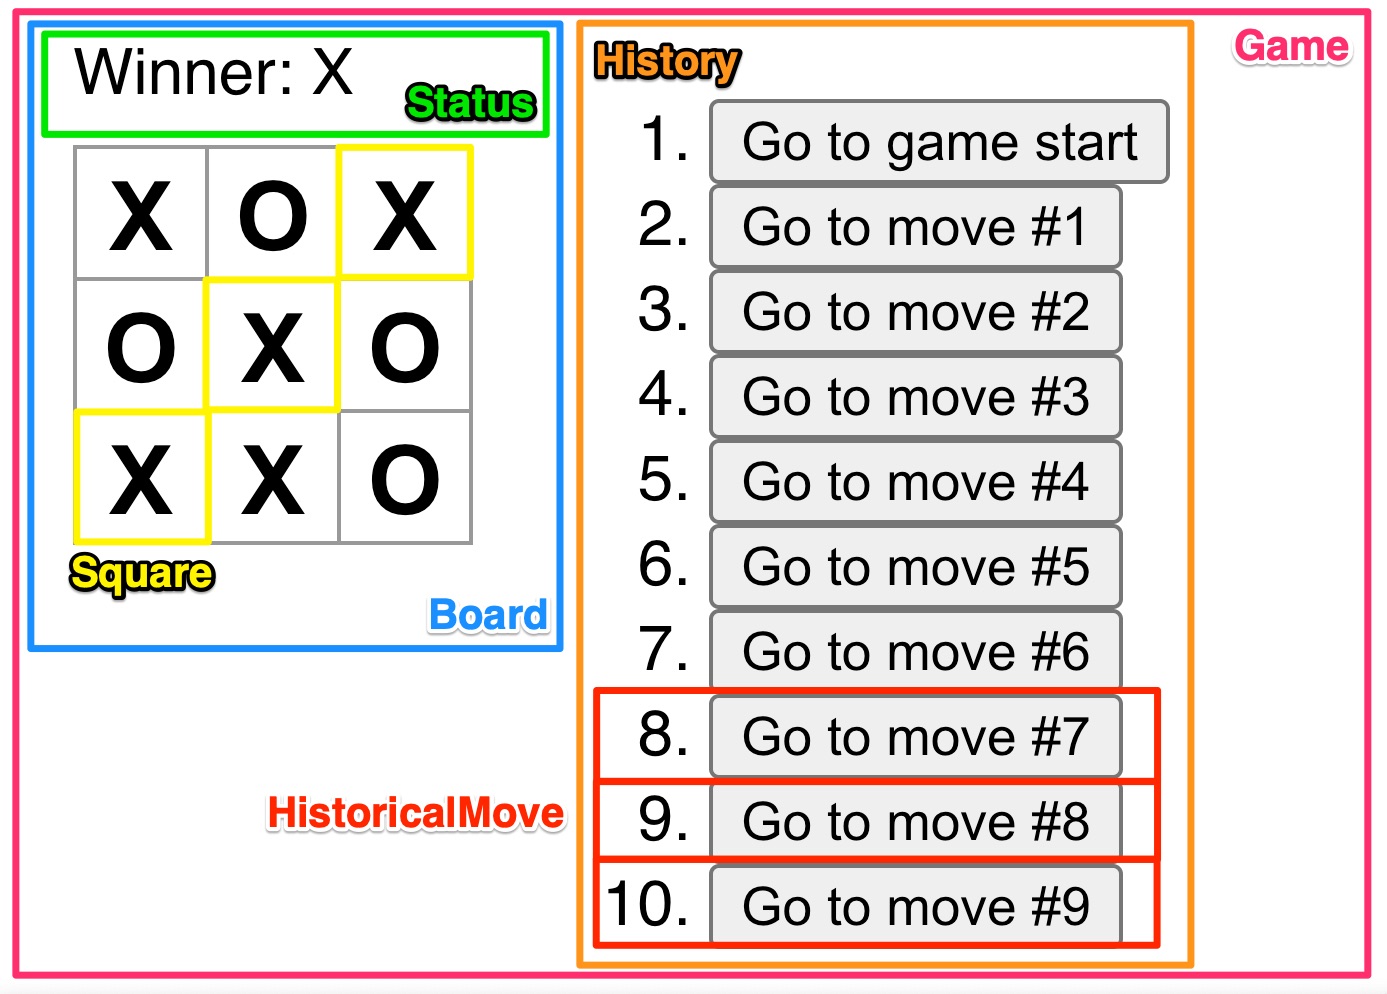 Game
Winner: X
Status
X O X
O X O
X X O
Square
Board
History
1. Go to game start
2. Go to move #1
3. Go to move #2
4. Go to move #3
5. Go to move #4
6. Go to move #5
7. Go to move #6
8. Go to move #7
9. Go to move #8
10. Go to move #9
HistoricalMove